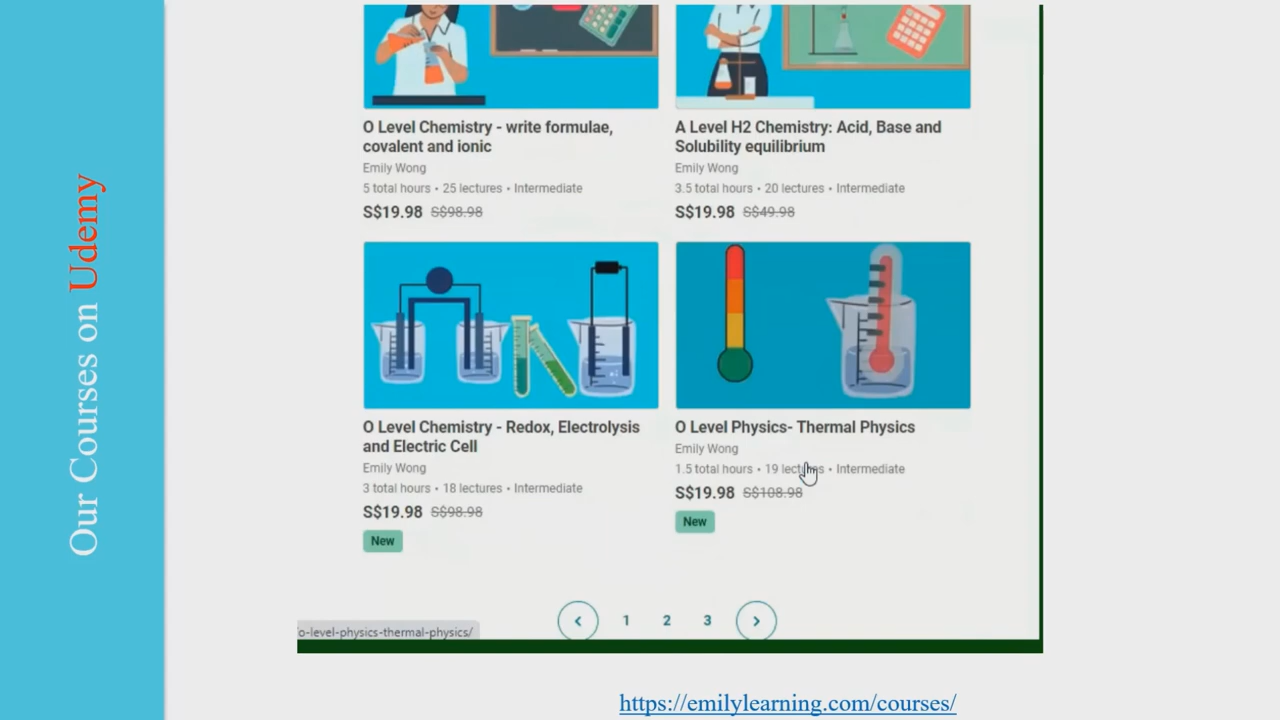 Our Courses on Udemy
O Level Chemistry - write formulae,
covalent and ionic
Emily Wong
5 total hours • 25 lectures • Intermediate
S$19.98 S$98.98
A Level H2 Chemistry: Acid, Base and
Solubility equilibrium
Emily Wong
3.5 total hours • 20 lectures • Intermediate
S$19.98 S$49.98
O Level Chemistry - Redox, Electrolysis
and Electric Cell
Emily Wong
3 total hours • 18 lectures • Intermediate
S$19.98 S$98.98
New
O Level Physics- Thermal Physics
Emily Wong
1.5 total hours • 19 lectures • Intermediate
S$19.98 S$108.98
New
1 2 3
o-level-physics-thermal-physics/
https://emilylearning.com/courses/